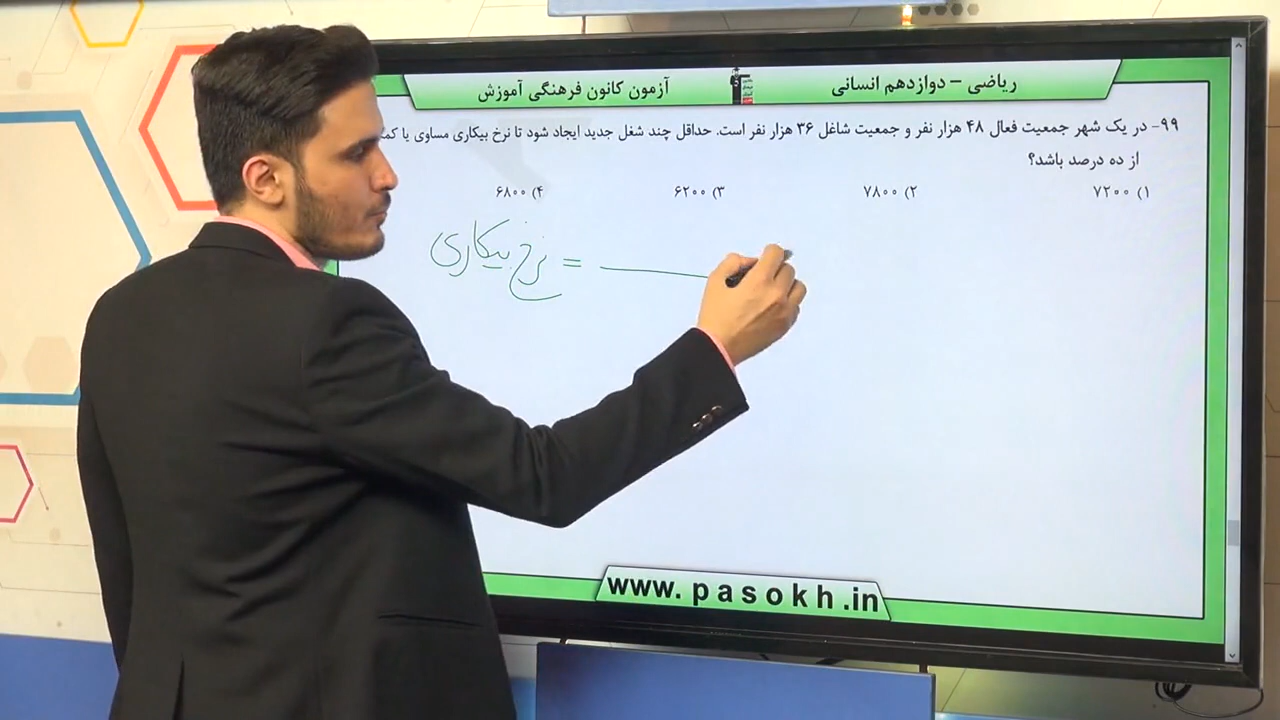 ریاضی – دوازدهم انسانی
آزمون کانون فرهنگی آموزش
۹۹- در یک شهر جمعیت فعال ۴۸ هزار نفر و جمعیت شاغل ۳۶ هزار نفر است. حداقل چند شغل جدید ایجاد شود تا نرخ بیکاری مساوی یا کمتر
از ده درصد باشد؟
۱) ۷۲۰۰ ۲) ۷۸۰۰ ۳) ۶۲۰۰ ۴) ۶۸۰۰
نرخ بیکاری =
www.pasokh.in